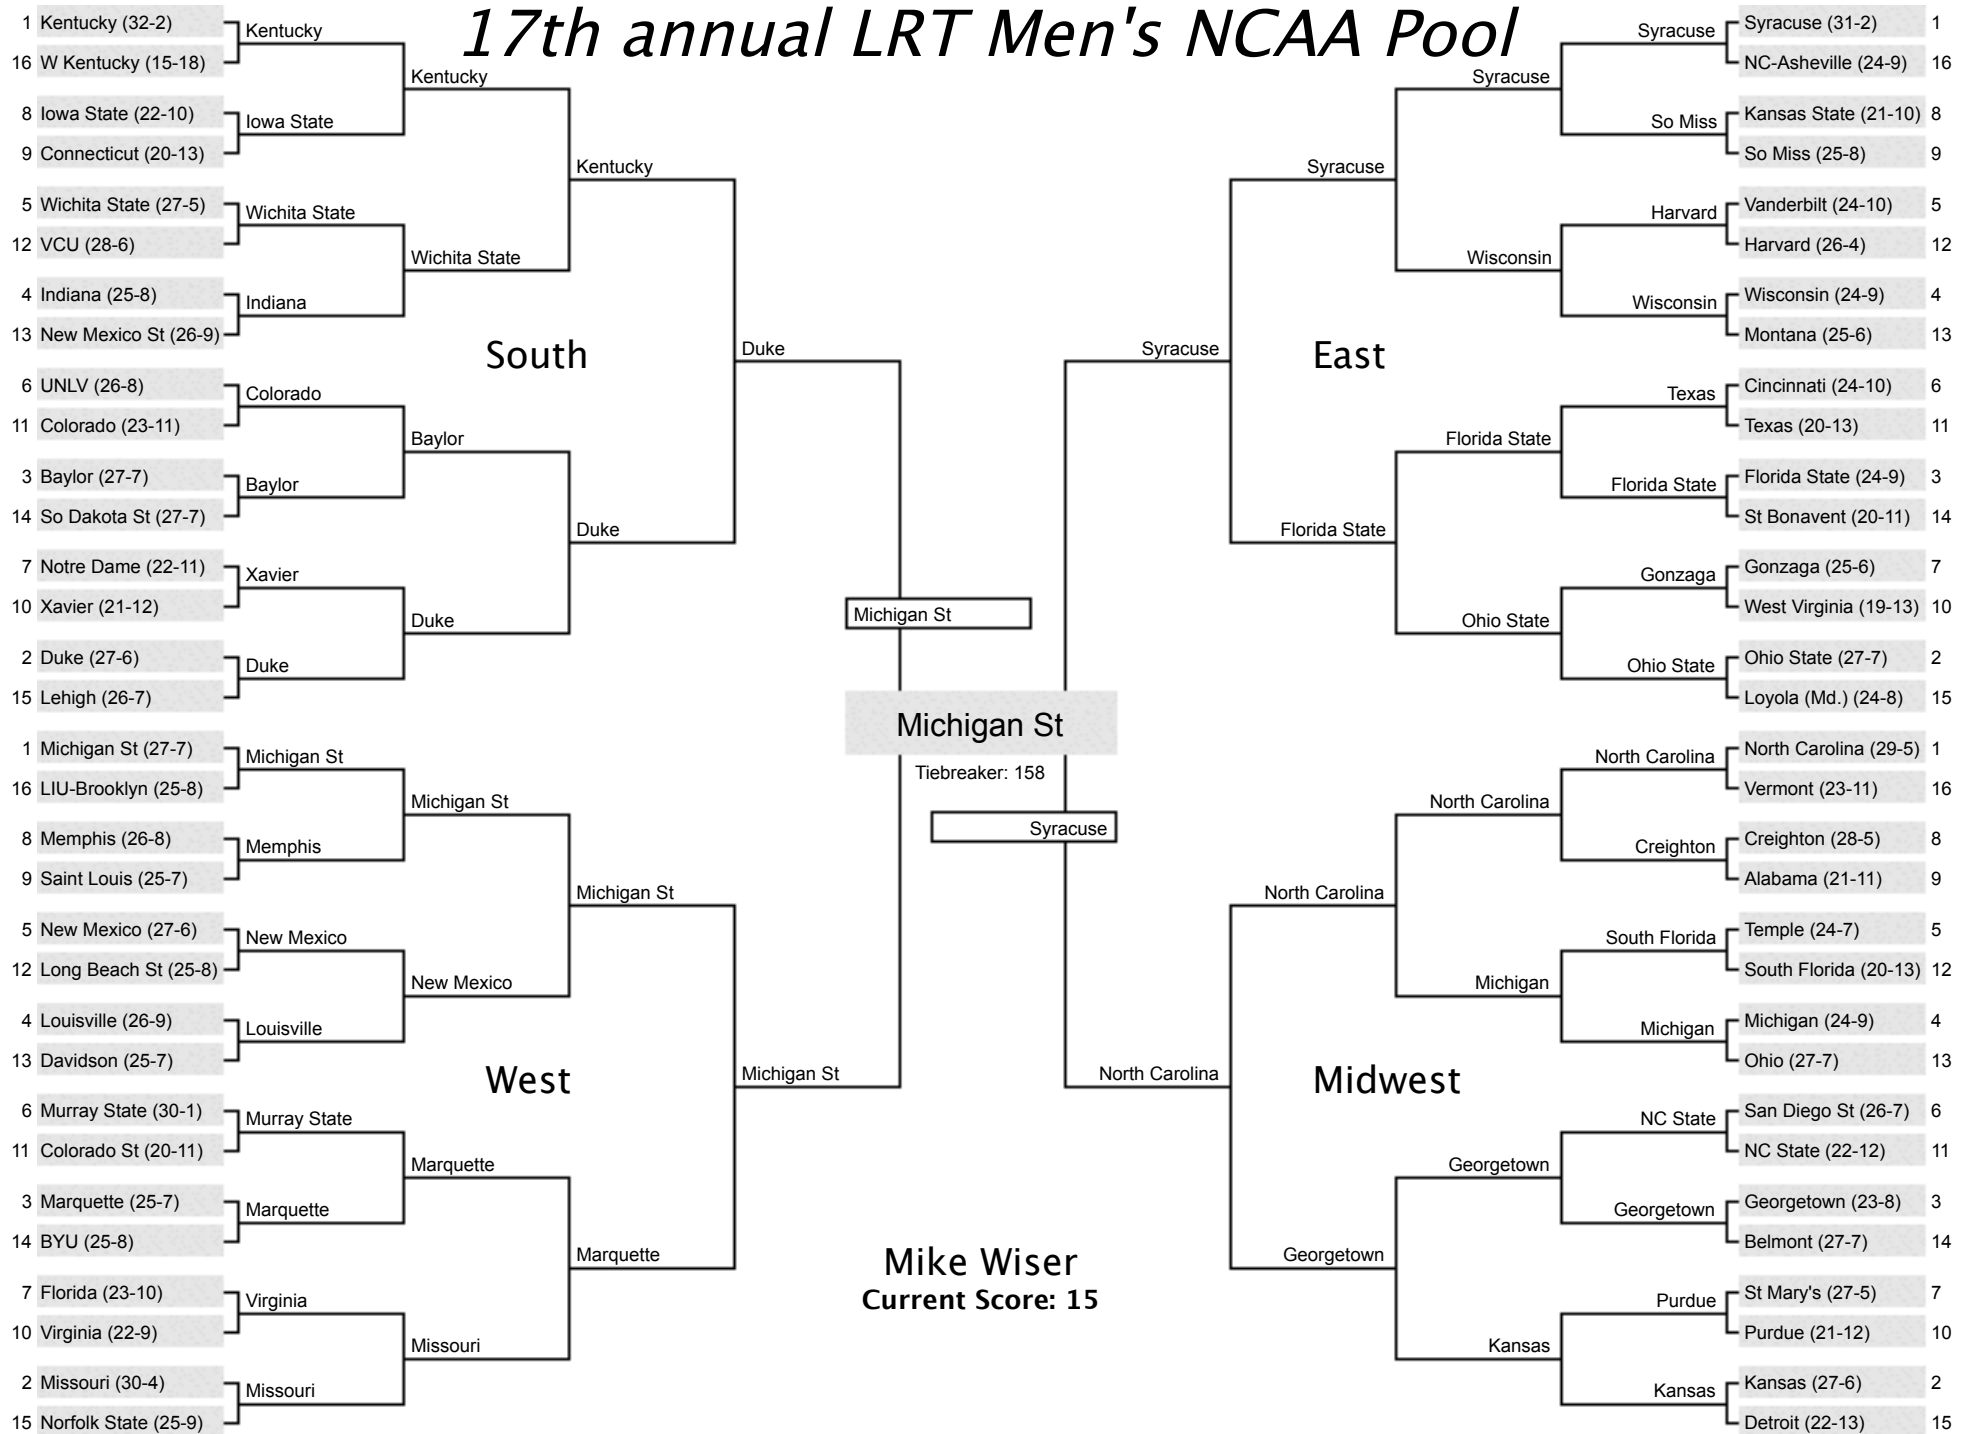 17th annual LRT Men's NCAA Pool
1 Kentucky (32-2)
16 W Kentucky (15-18)
8 Iowa State (22-10)
9 Connecticut (20-13)
5 Wichita State (27-5)
12 VCU (28-6)
4 Indiana (25-8)
13 New Mexico St (26-9)
6 UNLV (26-8)
11 Colorado (23-11)
3 Baylor (27-7)
14 So Dakota St (27-7)
7 Notre Dame (22-11)
10 Xavier (21-12)
2 Duke (27-6)
15 Lehigh (26-7)
Kentucky
Iowa State
Wichita State
Indiana
Colorado
Baylor
Xavier
Duke
Kentucky
Wichita State
Baylor
Duke
Kentucky
Duke
South
Duke
1 Michigan St (27-7)
16 LIU-Brooklyn (25-8)
8 Memphis (26-8)
9 Saint Louis (25-7)
5 New Mexico (27-6)
12 Long Beach St (25-8)
4 Louisville (26-9)
13 Davidson (25-7)
6 Murray State (30-1)
11 Colorado St (20-11)
3 Marquette (25-7)
14 BYU (25-8)
7 Florida (23-10)
10 Virginia (22-9)
2 Missouri (30-4)
15 Norfolk State (25-9)
Michigan St
Memphis
New Mexico
Louisville
Murray State
Marquette
Virginia
Missouri
Michigan St
New Mexico
Marquette
Missouri
Michigan St
Marquette
West
Michigan St
Michigan St
Michigan St
Tiebreaker: 158
Syracuse
Mike Wiser
Current Score: 15
Syracuse (31-2) 1
NC-Asheville (24-9) 16
Kansas State (21-10) 8
So Miss (25-8) 9
Vanderbilt (24-10) 5
Harvard (26-4) 12
Wisconsin (24-9) 4
Montana (25-6) 13
Cincinnati (24-10) 6
Texas (20-13) 11
Florida State (24-9) 3
St Bonavent (20-11) 14
Gonzaga (25-6) 7
West Virginia (19-13) 10
Ohio State (27-7) 2
Loyola (Md.) (24-8) 15
Syracuse
So Miss
Harvard
Wisconsin
Texas
Florida State
Gonzaga
Ohio State
Syracuse
Wisconsin
Florida State
Ohio State
Syracuse
Florida State
East
Syracuse
North Carolina (29-5) 1
Vermont (23-11) 16
Creighton (28-5) 8
Alabama (21-11) 9
Temple (24-7) 5
South Florida (20-13) 12
Michigan (24-9) 4
Ohio (27-7) 13
San Diego St (26-7) 6
NC State (22-12) 11
Georgetown (23-8) 3
Belmont (27-7) 14
St Mary's (27-5) 7
Purdue (21-12) 10
Kansas (27-6) 2
Detroit (22-13) 15
North Carolina
Creighton
South Florida
Michigan
NC State
Georgetown
Purdue
Kansas
North Carolina
Michigan
Georgetown
Kansas
North Carolina
Georgetown
Midwest
North Carolina